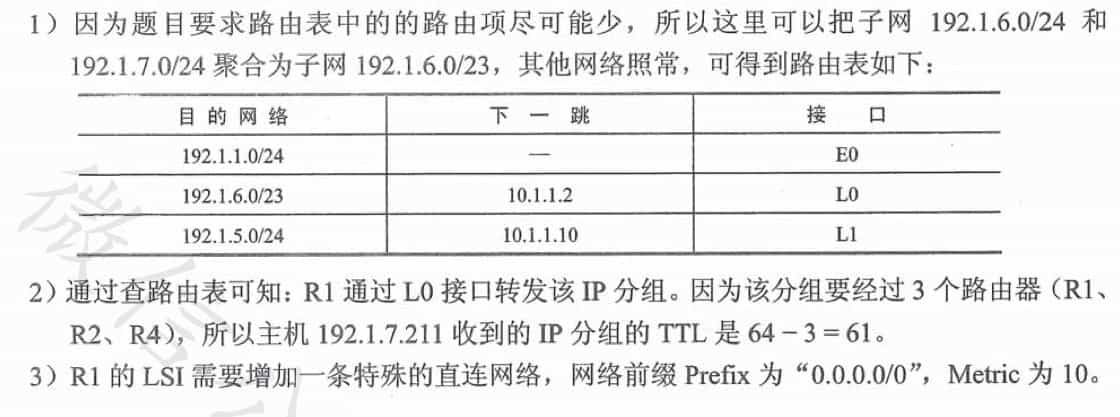 1）因为题目要求路由表中的的路由项尽可能少，所以这里可以把子网 192.1.6.0/24 和
192.1.7.0/24 聚合为子网 192.1.6.0/23，其他网络照常，可得到路由表如下：
目 的 网 络 下 一 跳 接 口
192.1.1.0/24 — E0
192.1.6.0/23 10.1.1.2 L0
192.1.5.0/24 10.1.1.10 L1
2）通过查路由表可知：R1 通过 L0 接口转发该 IP 分组。因为该分组要经过 3 个路由器（R1、
R2、R4），所以主机 192.1.7.211 收到的 IP 分组的 TTL 是 64 − 3 = 61。
3）R1 的 LSI 需要增加一条特殊的直连网络，网络前缀 Prefix 为“0.0.0.0/0”，Metric 为 10。
微信